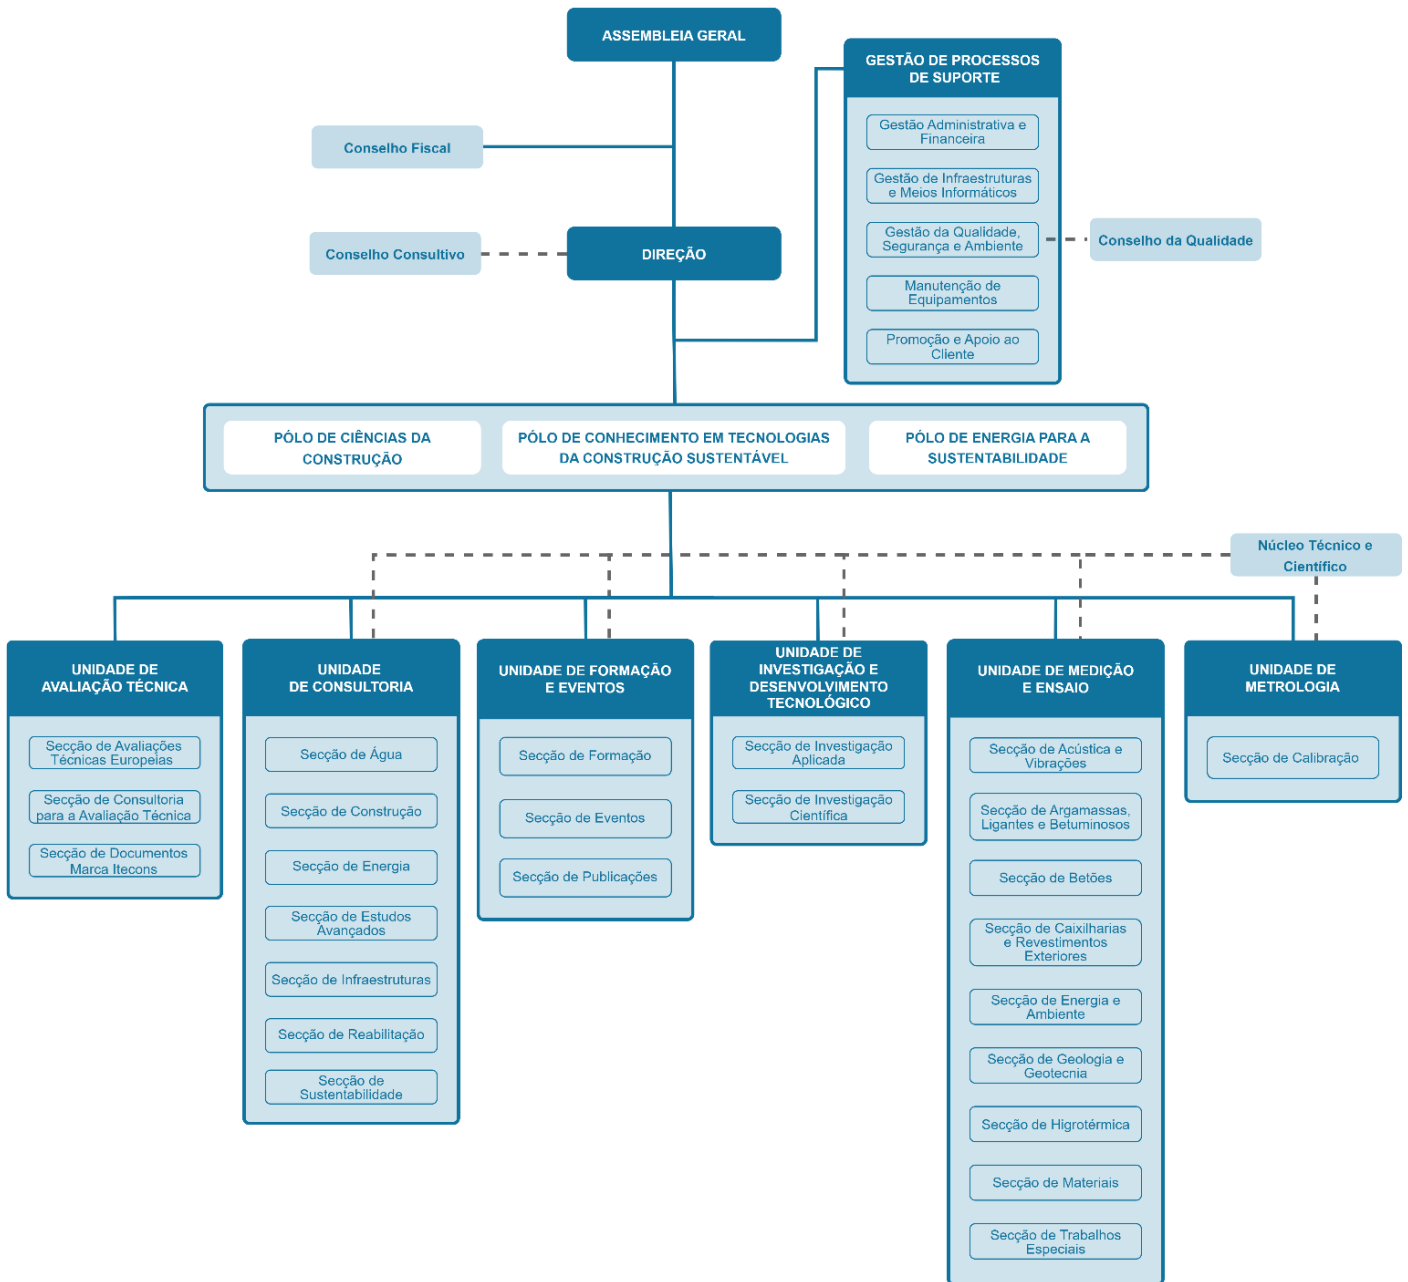 ASSEMBLEIA GERAL
GESTÃO DE PROCESSOS
DE SUPORTE
Gestão Administrativa e
Financeira
Conselho Fiscal
Gestão de Infraestruturas
e Meios Informáticos
Gestão da Qualidade,
Segurança e Ambiente
Conselho da Qualidade
Conselho Consultivo
DIREÇÃO
Manutenção de
Equipamentos
Promoção e Apoio ao
Cliente
PÓLO DE CIÊNCIAS DA
CONSTRUÇÃO
PÓLO DE CONHECIMENTO EM TECNOLOGIAS
DA CONSTRUÇÃO SUSTENTÁVEL
PÓLO DE ENERGIA PARA A
SUSTENTABILIDADE
Núcleo Técnico e
Científico
UNIDADE DE
AVALIAÇÃO TÉCNICA
Secção de Avaliações
Técnicas Europeias
Secção de Consultoria
para a Avaliação Técnica
Secção de Documentos
Marca Itecons
UNIDADE
DE CONSULTORIA
Secção de Água
Secção de Construção
Secção de Energia
Secção de Estudos
Avançados
Secção de Infraestruturas
Secção de Reabilitação
Secção de
Sustentabilidade
UNIDADE DE FORMAÇÃO
E EVENTOS
Secção de Formação
Secção de Eventos
Secção de Publicações
UNIDADE DE
INVESTIGAÇÃO E
DESENVOLVIMENTO
TECNOLÓGICO
Secção de Investigação
Aplicada
Secção de Investigação
Científica
UNIDADE DE MEDIÇÃO
E ENSAIO
Secção de Acústica e
Vibrações
Secção de Argamassas,
Ligantes e Betuminosos
Secção de Betões
Secção de Caixilharias
e Revestimentos
Exteriores
Secção de Energia e
Ambiente
Secção de Geologia e
Geotecnia
Secção de Higrotérmica
Secção de Materiais
Secção de Trabalhos
Especiais
UNIDADE DE
METROLOGIA
Secção de Calibração